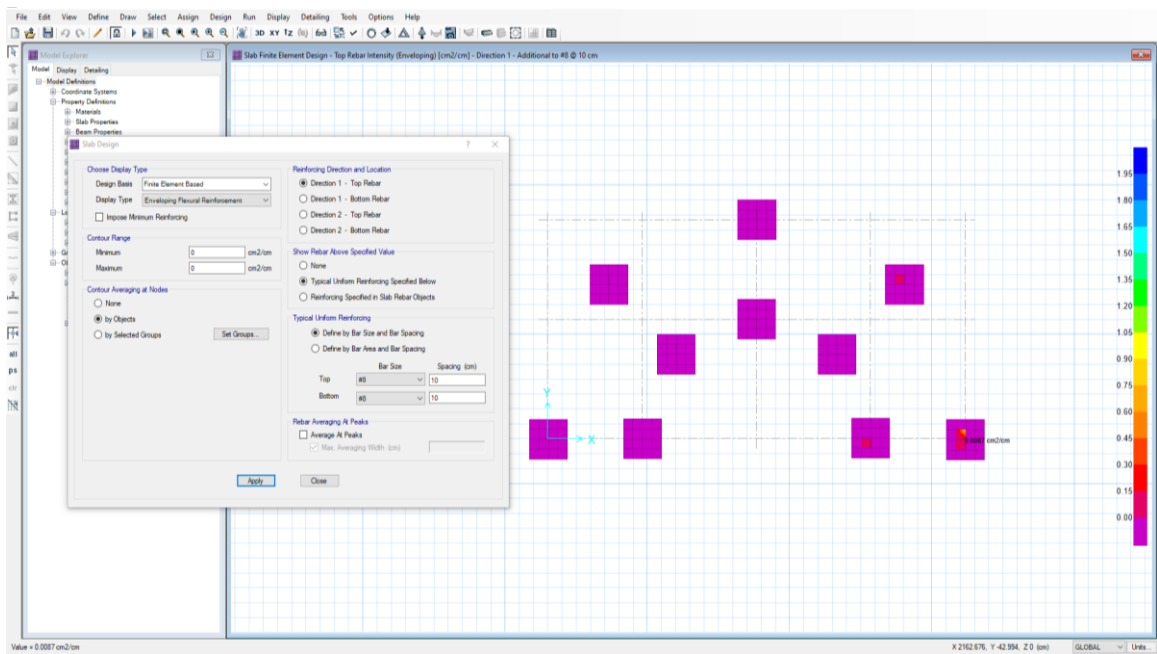 File Edit View Define Draw Select Assign Design Run Display Detailing Tools Options Help
3D XY 1Z
Model Explorer
Slab Finite Element Design - Top Rebar Intensity (Enveloping) [cm2/cm] - Direction 1 - Additional to #8 @ 10 cm
Model Display Detailing
Model Definitions
Coordinate Systems
Property Definitions
Materials
Slab Properties
Beam Properties
Slab Design
? X
Choose Display Type
Design Basis Finite Element Based
Display Type Enveloping Flexural Reinforcement
Impose Minimum Reinforcing
Contour Range
Minimum 0 cm2/cm
Maximum 0 cm2/cm
Contour Averaging at Nodes
None
by Objects
by Selected Groups Set Groups...
Reinforcing Direction and Location
Direction 1 - Top Rebar
Direction 1 - Bottom Rebar
Direction 2 - Top Rebar
Direction 2 - Bottom Rebar
Show Rebar Above Specified Value
None
Typical Uniform Reinforcing Specified Below
Reinforcing Specified in Slab Rebar Objects
Typical Uniform Reinforcing
Define by Bar Size and Bar Spacing
Define by Bar Area and Bar Spacing
Bar Size Spacing (cm)
Top #8 10
Bottom #8 10
Rebar Averaging At Peaks
Average At Peaks
Max. Averaging Width (cm)
Apply Close
all
ps
clr
Y
X
0.0087 cm2/cm
1.95
1.80
1.65
1.50
1.35
1.20
1.05
0.90
0.75
0.60
0.45
0.30
0.15
0.00
Value = 0.0087 cm2/cm
X 2162.676, Y -42.994, Z 0 (cm) GLOBAL Units...